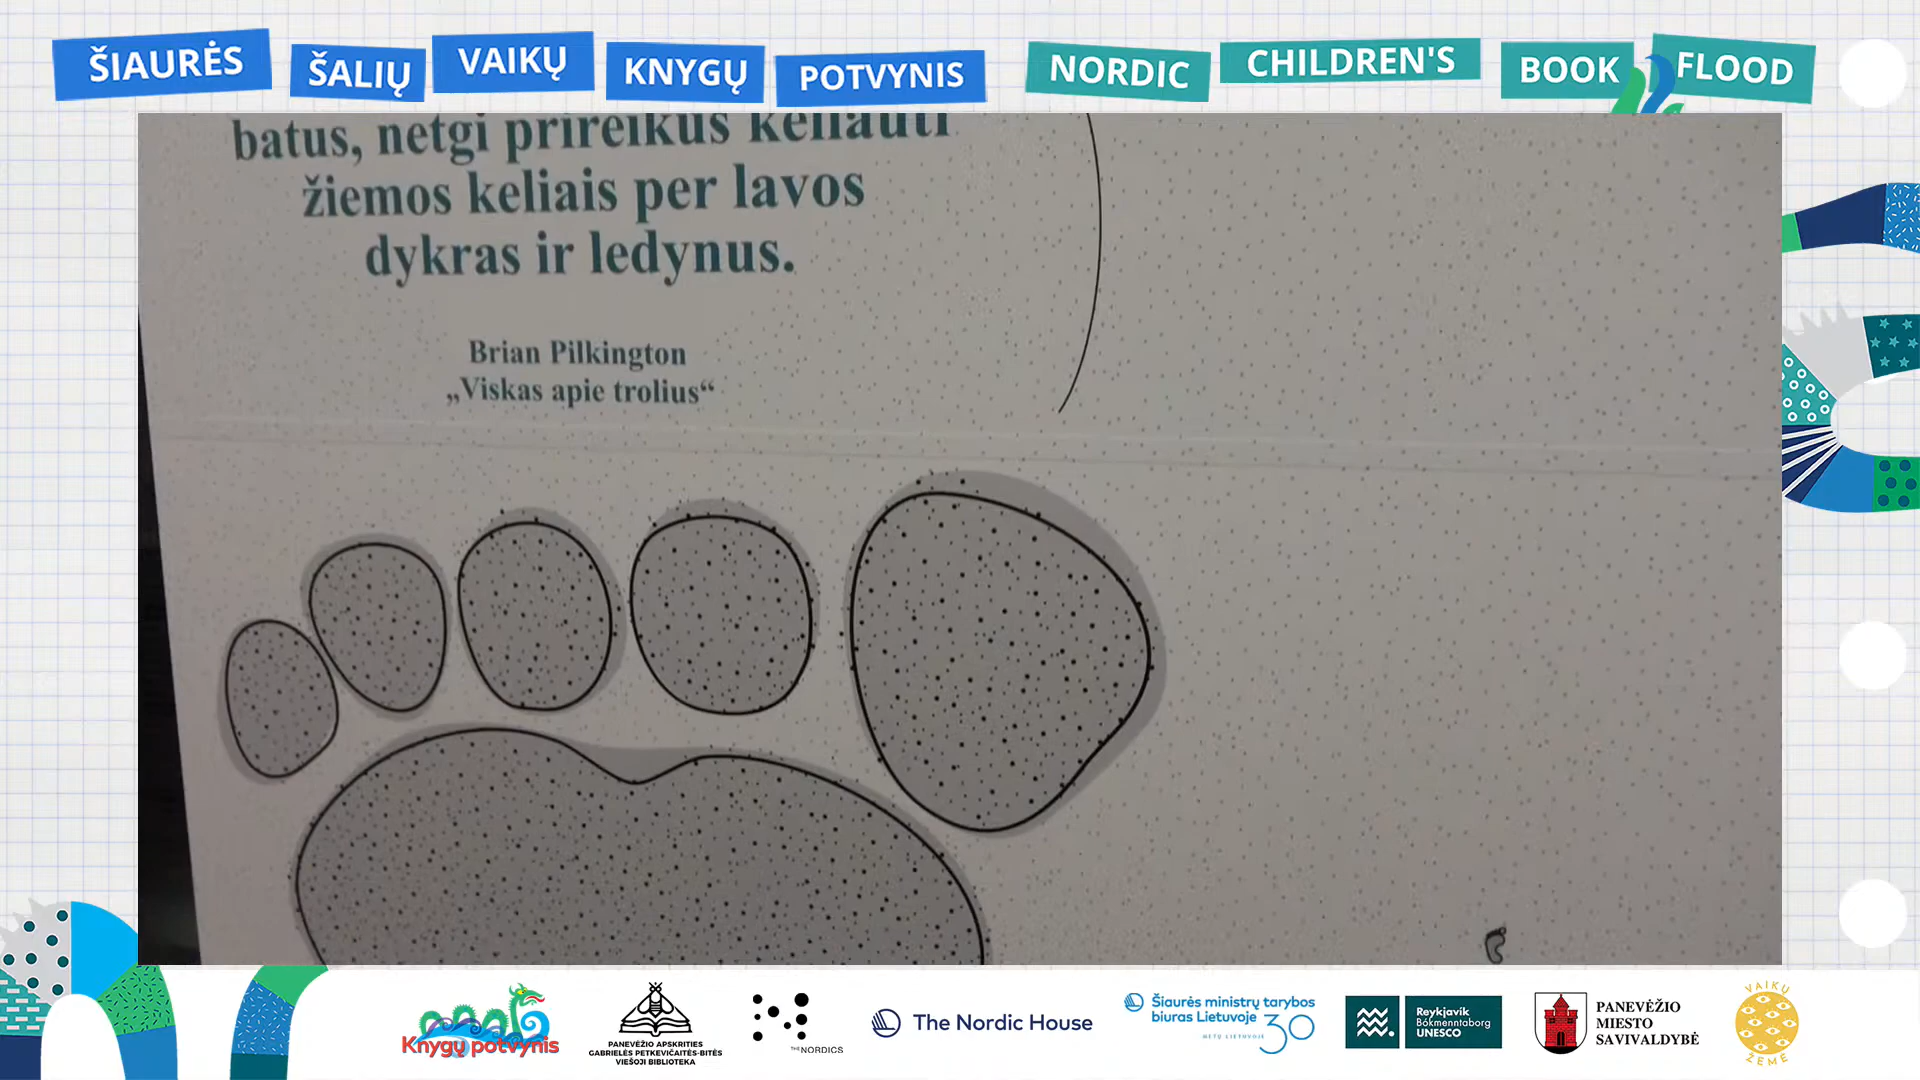 ŠIAURĖS ŠALIŲ VAIKŲ KNYGŲ POTVYNIS
NORDIC CHILDREN'S BOOK FLOOD
batus, netgi prireikus keliauti
žiemos keliais per lavos
dykras ir ledynus.
Brian Pilkington
„Viskas apie trolius“
Knygų potvynis
PANEVĖŽIO APSKRITIES
GABRIELĖS PETKEVIČAITĖS-BITĖS
VIEŠOJI BIBLIOTEKA
THE NORDICS
The Nordic House
Šiaurės ministrų tarybos
biuras Lietuvoje
METŲ LIETUVOJE
30
Reykjavík
Bókmenntaborg
UNESCO
PANEVĖŽIO
MIESTO
SAVIVALDYBĖ
VAIKŲ
ŽEMĖ